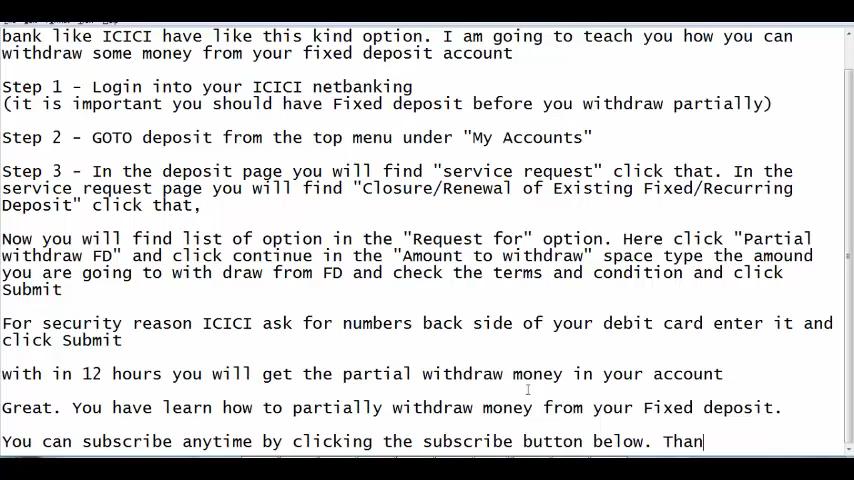 bank like ICICI have like this kind option. I am going to teach you how you can
withdraw some money from your fixed deposit account
Step 1 - Login into your ICICI netbanking
(it is important you should have Fixed deposit before you withdraw partially)
Step 2 - GOTO deposit from the top menu under "My Accounts"
Step 3 - In the deposit page you will find "service request" click that. In the
service request page you will find "Closure/Renewal of Existing Fixed/Recurring
Deposit" click that,
Now you will find list of option in the "Request for" option. Here click "Partial
withdraw FD" and click continue in the "Amount to withdraw" space type the amound
you are going to with draw from FD and check the terms and condition and click
Submit
For security reason ICICI ask for numbers back side of your debit card enter it and
click Submit
with in 12 hours you will get the partial withdraw money in your account
Great. You have learn how to partially withdraw money from your Fixed deposit.
You can subscribe anytime by clicking the subscribe button below. Than